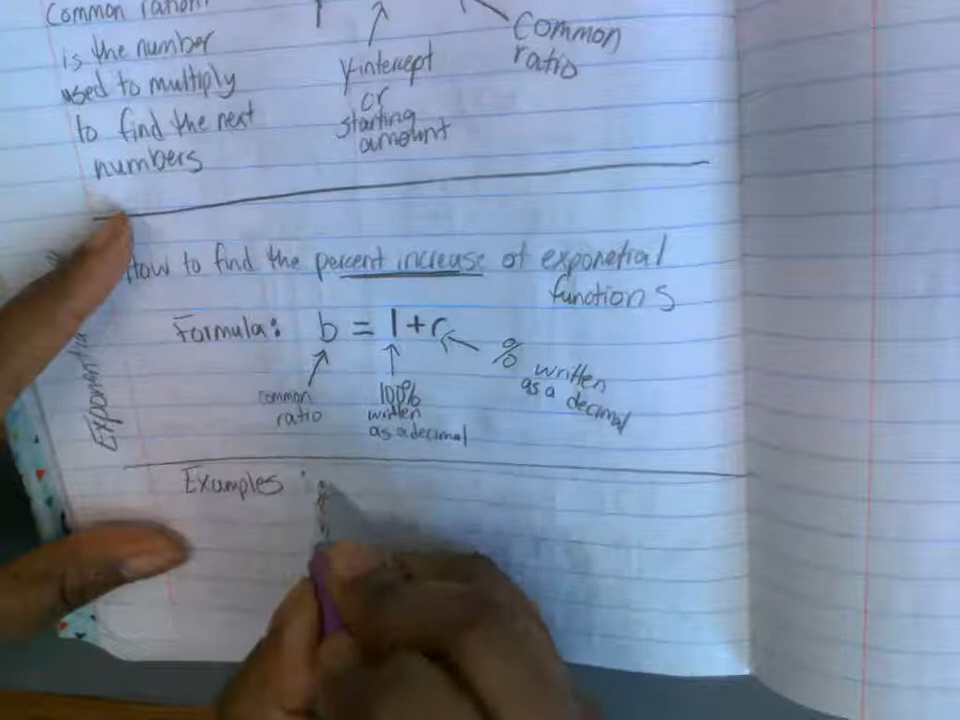 Common ration:
is the number
used to multiply
to find the next
numbers
y-intercept
or
starting
amount
Common
ratio
How to find the percent increase of exponetial
functions
Formula: b = 1+r
common
ratio
100%
written
as a decimal
% written
as a decimal
Examples :